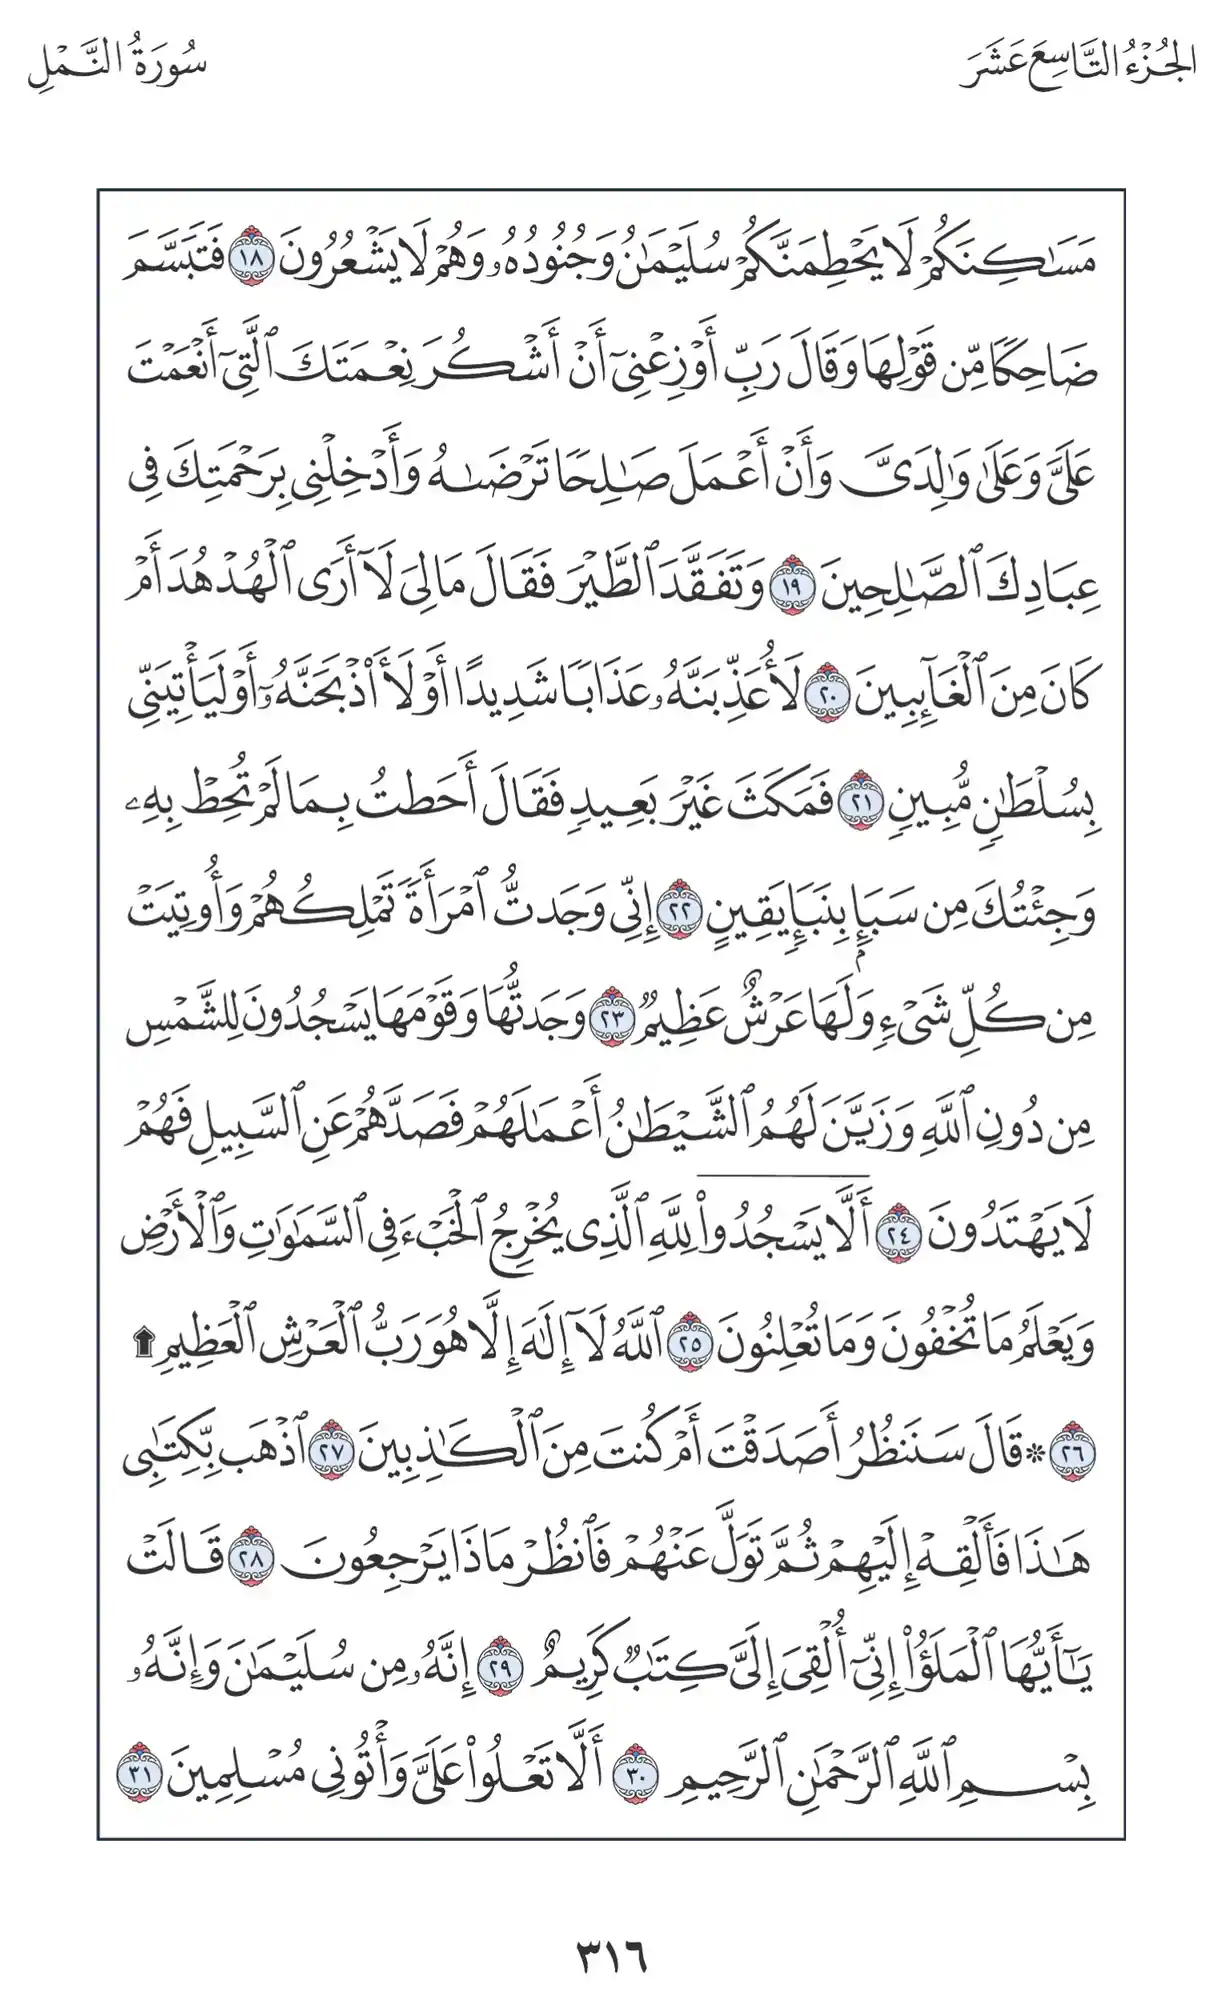 الجُزْءُ التَّاسِعَ عَشَرَ
سُورَةُ النَّمْلِ
مَسَٰكِنَكُمْ لَا يَحْطِمَنَّكُمْ سُلَيْمَٰنُ وَجُنُودُهُۥ وَهُمْ لَا يَشْعُرُونَ ١٨ فَتَبَسَّمَ
ضَاحِكًا مِّن قَوْلِهَا وَقَالَ رَبِّ أَوْزِعْنِىٓ أَنْ أَشْكُرَ نِعْمَتَكَ ٱلَّتِىٓ أَنْعَمْتَ
عَلَىَّ وَعَلَىٰ وَٰلِدَىَّ وَأَنْ أَعْمَلَ صَٰلِحًا تَرْضَىٰهُ وَأَدْخِلْنِى بِرَحْمَتِكَ فِى
عِبَادِكَ ٱلصَّٰلِحِينَ ١٩ وَتَفَقَّدَ ٱلطَّيْرَ فَقَالَ مَا لِىَ لَآ أَرَى ٱلْهُدْهُدَ أَمْ
كَانَ مِنَ ٱلْغَآئِبِينَ ٢٠ لَأُعَذِّبَنَّهُۥ عَذَابًا شَدِيدًا أَوْ لَأَا۟ذْبَحَنَّهُۥٓ أَوْ لَيَأْتِيَنِّى
بِسُلْطَٰنٍ مُّبِينٍ ٢١ فَمَكَثَ غَيْرَ بَعِيدٍ فَقَالَ أَحَطتُ بِمَا لَمْ تُحِطْ بِهِۦ
وَجِئْتُكَ مِن سَبَإٍۭ بِنَبَإٍ يَقِينٍ ٢٢ إِنِّى وَجَدتُّ ٱمْرَأَةً تَمْلِكُهُمْ وَأُوتِيَتْ
مِن كُلِّ شَىْءٍ وَلَهَا عَرْشٌ عَظِيمٌ ٢٣ وَجَدتُّهَا وَقَوْمَهَا يَسْجُدُونَ لِلشَّمْسِ
مِن دُونِ ٱللَّهِ وَزَيَّنَ لَهُمُ ٱلشَّيْطَٰنُ أَعْمَٰلَهُمْ فَصَدَّهُمْ عَنِ ٱلسَّبِيلِ فَهُمْ
لَا يَهْتَدُونَ ٢٤ أَلَّا يَسْجُدُوا۟ لِلَّهِ ٱلَّذِى يُخْرِجُ ٱلْخَبْءَ فِى ٱلسَّمَٰوَٰتِ وَٱلْأَرْضِ
وَيَعْلَمُ مَا تُخْفُونَ وَمَا تُعْلِنُونَ ٢٥ ٱللَّهُ لَآ إِلَٰهَ إِلَّا هُوَ رَبُّ ٱلْعَرْشِ ٱلْعَظِيمِ
٢٦ * قَالَ سَنَنظُرُ أَصَدَقْتَ أَمْ كُنتَ مِنَ ٱلْكَٰذِبِينَ ٢٧ ٱذْهَب بِّكِتَٰبِى
هَٰذَا فَأَلْقِهْ إِلَيْهِمْ ثُمَّ تَوَلَّ عَنْهُمْ فَٱنظُرْ مَاذَا يَرْجِعُونَ ٢٨ قَالَتْ
يَٰٓأَيُّهَا ٱلْمَلَؤُا۟ إِنِّىٓ أُلْقِىَ إِلَىَّ كِتَٰبٌ كَرِيمٌ ٢٩ إِنَّهُۥ مِن سُلَيْمَٰنَ وَإِنَّهُۥ
بِسْمِ ٱللَّهِ ٱلرَّحْمَٰنِ ٱلرَّحِيمِ ٣٠ أَلَّا تَعْلُوا۟ عَلَىَّ وَأْتُونِى مُسْلِمِينَ ٣١
٣١٦